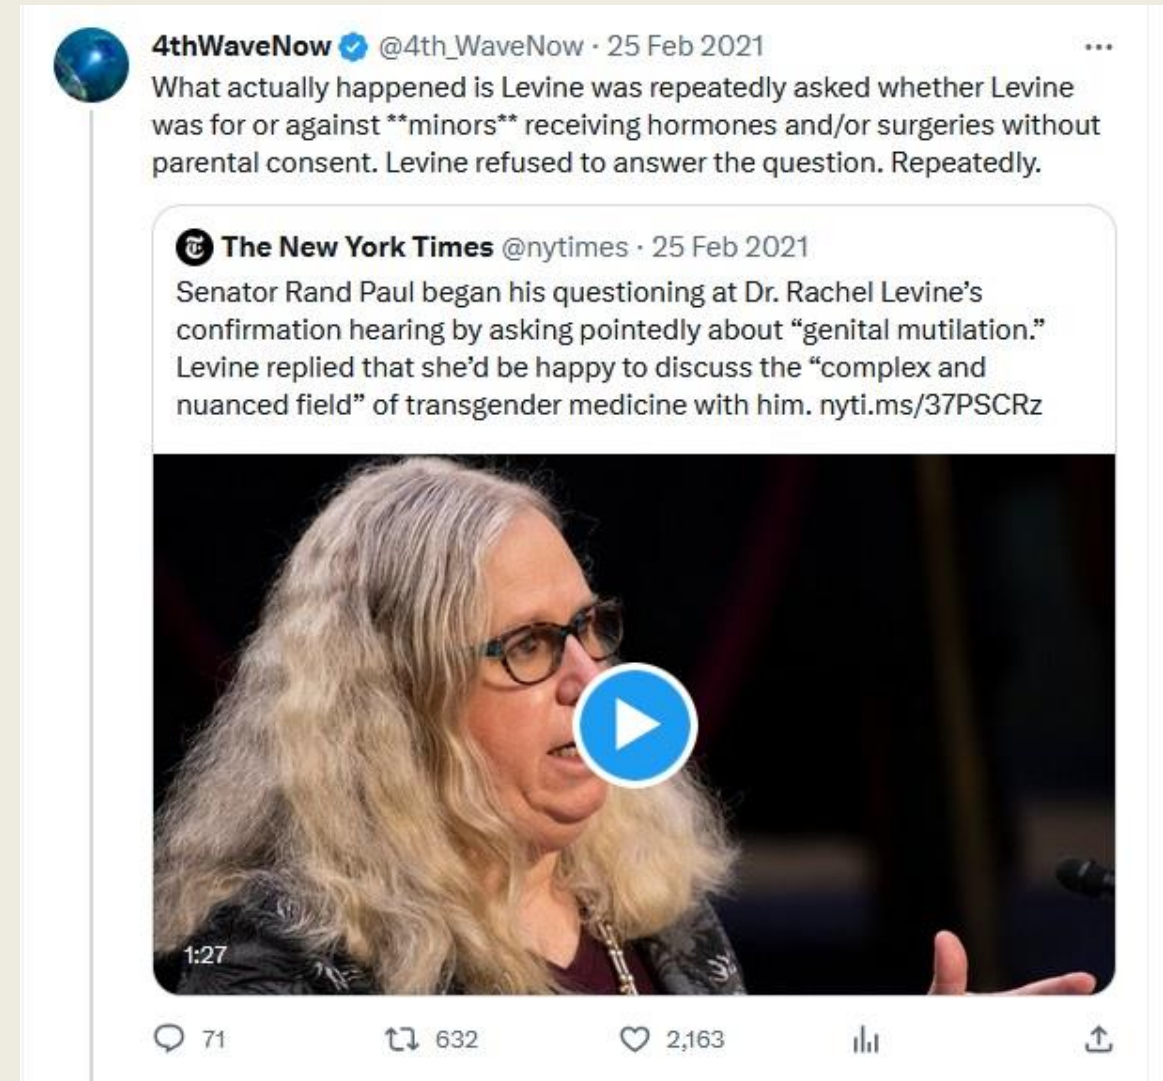 4thWaveNow @4th_WaveNow · 25 Feb 2021
What actually happened is Levine was repeatedly asked whether Levine
was for or against **minors** receiving hormones and/or surgeries without
parental consent. Levine refused to answer the question. Repeatedly.
The New York Times @nytimes · 25 Feb 2021
Senator Rand Paul began his questioning at Dr. Rachel Levine’s
confirmation hearing by asking pointedly about “genital mutilation.”
Levine replied that she’d be happy to discuss the “complex and
nuanced field” of transgender medicine with him. nyti.ms/37PSCRz
1:27
71 632 2,163